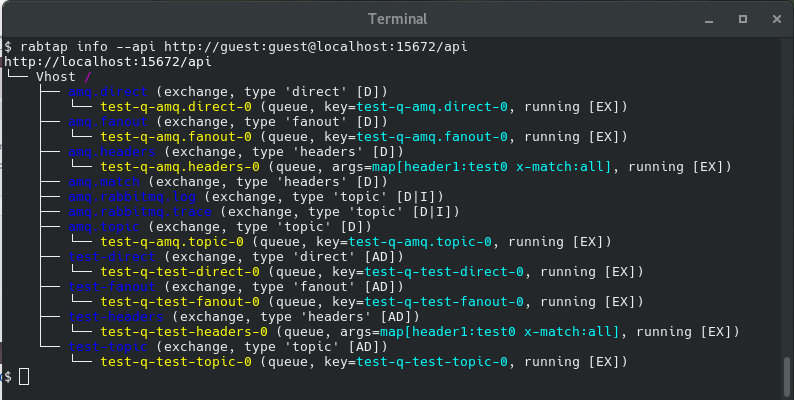 Terminal
$ rabtap info --api http://guest:guest@localhost:15672/api
http://localhost:15672/api
└── Vhost /
    ├── amq.direct (exchange, type 'direct' [D])
    │   └── test-q-amq.direct-0 (queue, key=test-q-amq.direct-0, running [EX])
    ├── amq.fanout (exchange, type 'fanout' [D])
    │   └── test-q-amq.fanout-0 (queue, key=test-q-amq.fanout-0, running [EX])
    ├── amq.headers (exchange, type 'headers' [D])
    │   └── test-q-amq.headers-0 (queue, args=map[header1:test0 x-match:all], running [EX])
    ├── amq.match (exchange, type 'headers' [D])
    ├── amq.rabbitmq.log (exchange, type 'topic' [D|I])
    ├── amq.rabbitmq.trace (exchange, type 'topic' [D|I])
    ├── amq.topic (exchange, type 'topic' [D])
    │   └── test-q-amq.topic-0 (queue, key=test-q-amq.topic-0, running [EX])
    ├── test-direct (exchange, type 'direct' [AD])
    │   └── test-q-test-direct-0 (queue, key=test-q-test-direct-0, running [EX])
    ├── test-fanout (exchange, type 'fanout' [AD])
    │   └── test-q-test-fanout-0 (queue, key=test-q-test-fanout-0, running [EX])
    ├── test-headers (exchange, type 'headers' [AD])
    │   └── test-q-test-headers-0 (queue, args=map[header1:test0 x-match:all], running [EX])
    └── test-topic (exchange, type 'topic' [AD])
        └── test-q-test-topic-0 (queue, key=test-q-test-topic-0, running [EX])
$